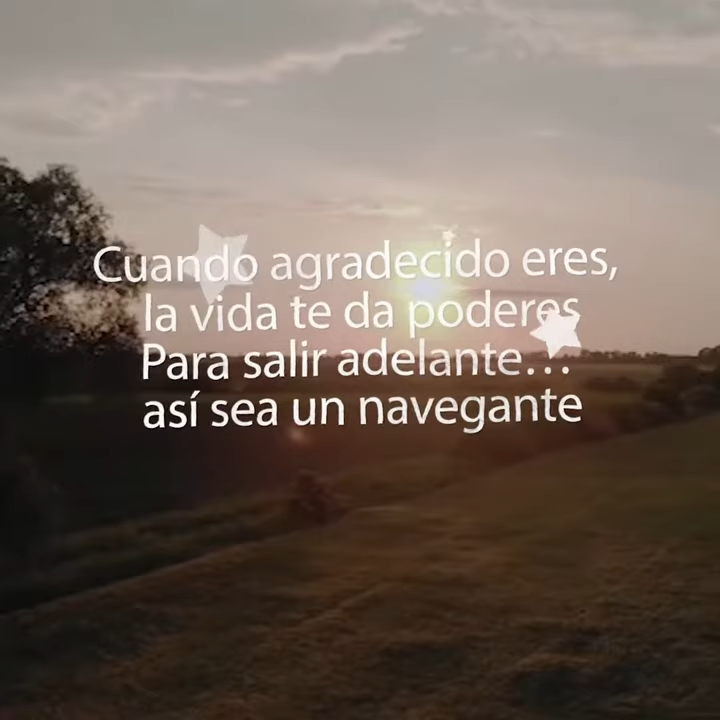 Cuando agradecido eres,
la vida te da poderes
Para salir adelante...
así sea un navegante